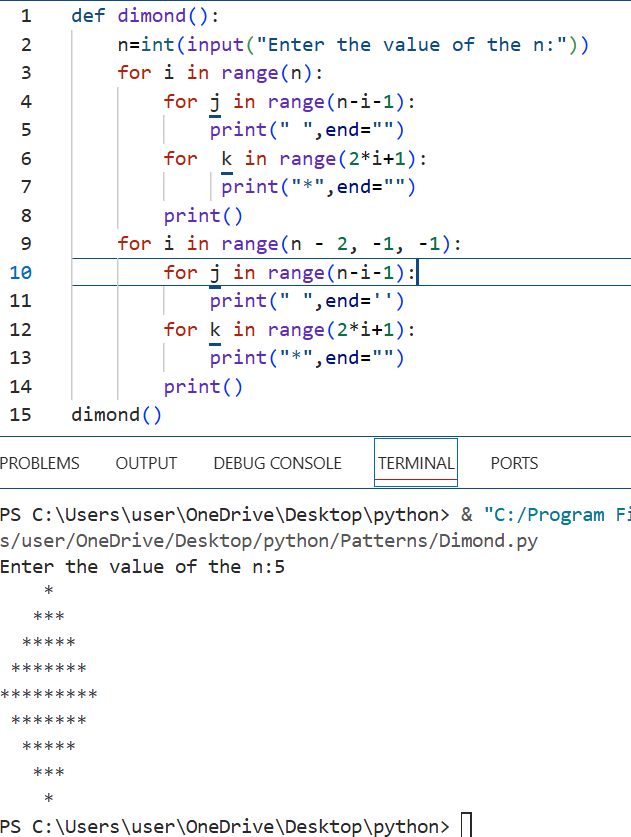 1 def dimond():
2     n=int(input("Enter the value of the n:"))
3     for i in range(n):
4         for j in range(n-i-1):
5             print(" ",end="")
6         for  k in range(2*i+1):
7              print("*",end="")
8         print()
9     for i in range(n - 2, -1, -1):
10         for j in range(n-i-1):
11             print(" ",end='')
12         for k in range(2*i+1):
13             print("*",end="")
14         print()
15 dimond()
PROBLEMS OUTPUT DEBUG CONSOLE TERMINAL PORTS
PS C:\Users\user\OneDrive\Desktop\python> & "C:/Program Fi
s/user/OneDrive/Desktop/python/Patterns/Dimond.py
Enter the value of the n:5
    *
   ***
  *****
 *******
*********
 *******
  *****
   ***
    *
PS C:\Users\user\OneDrive\Desktop\python>